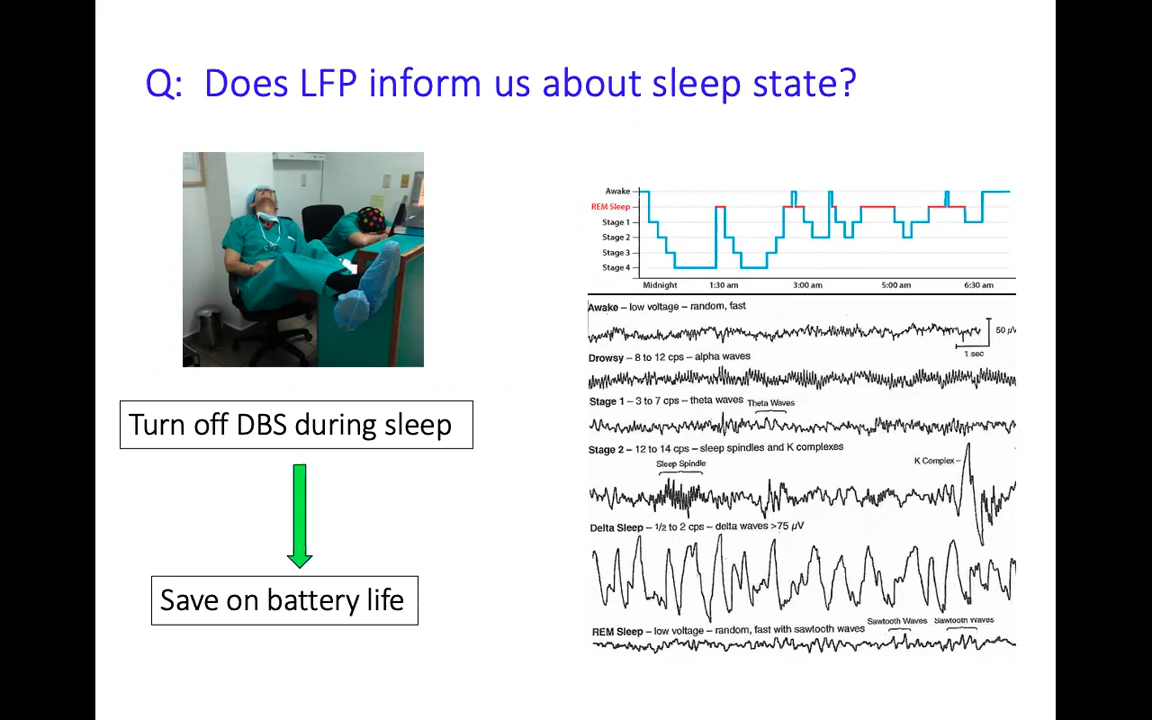 Q: Does LFP inform us about sleep state?
Turn off DBS during sleep
Save on battery life
Awake
REM Sleep
Stage 1
Stage 2
Stage 3
Stage 4
Midnight 1:30 am 3:00 am 5:00 am 6:30 am
Awake – low voltage – random, fast
50 μV
1 sec
Drowsy – 8 to 12 cps – alpha waves
Stage 1 – 3 to 7 cps – theta waves Theta Waves
Stage 2 – 12 to 14 cps – sleep spindles and K complexes
Sleep Spindle
K Complex –
Delta Sleep – 1/2 to 2 cps – delta waves >75 μV
Sawtooth Waves Sawtooth Waves
REM Sleep – low voltage – random, fast with sawtooth waves